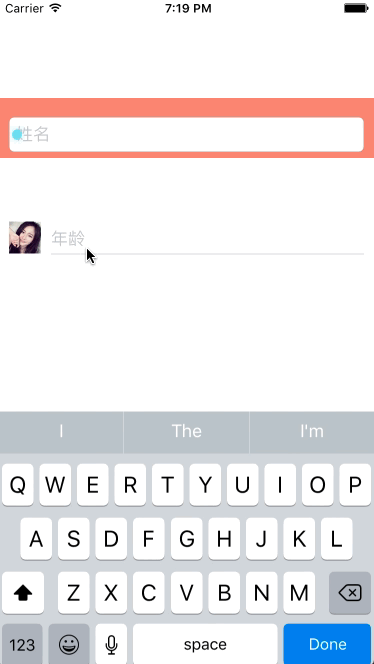 Carrier 7:19 PM
姓名
年龄
I The I'm
Q W E R T Y U I O P
A S D F G H J K L
Z X C V B N M
123 space Done